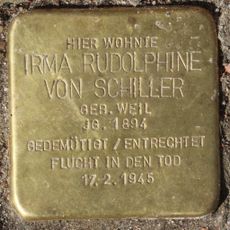 HIER WOHNTE
IRMA RUDOLPHINE
VON SCHILLER
GEB. WEIL
JG. 1894
GEDEMÜTIGT / ENTRECHTET
FLUCHT IN DEN TOD
17.2.1945